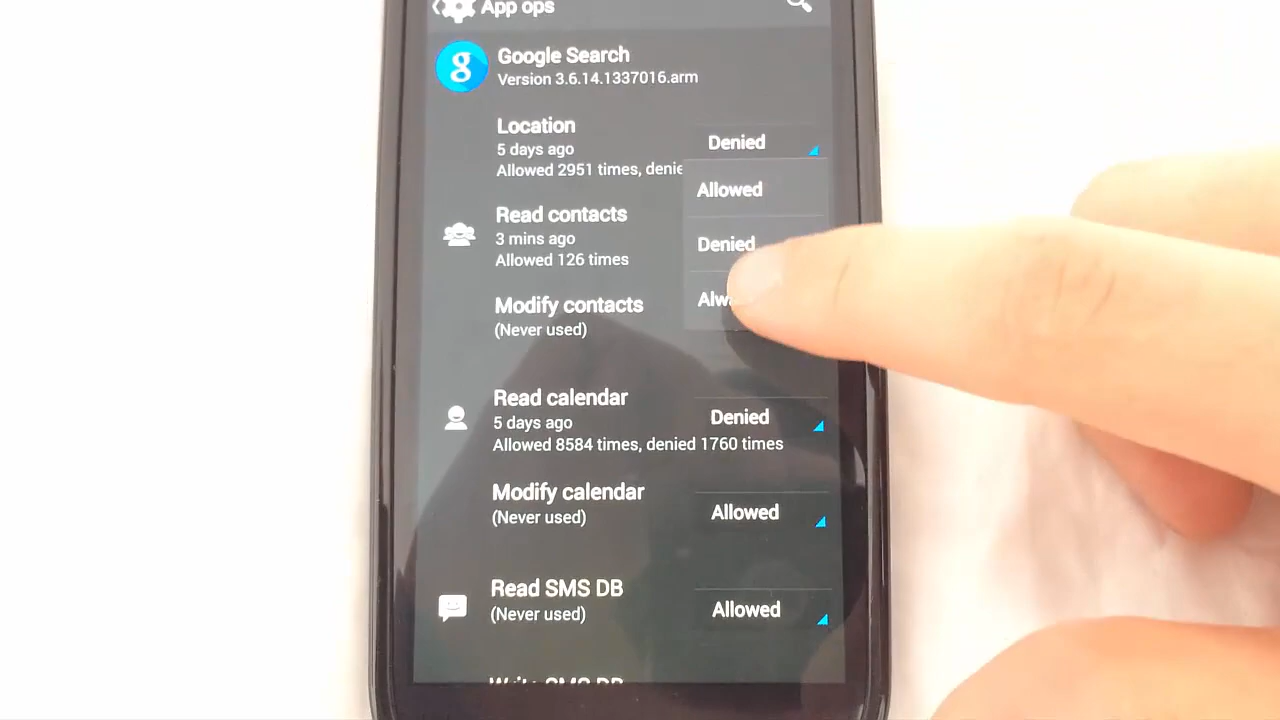 App ops
Google Search
Version 3.6.14.1337016.arm
Location
5 days ago
Allowed 2951 times,
Denied
Allowed
Denied
Read contacts
3 mins ago
Allowed 126 times
Modify contacts
(Never used)
Read calendar
5 days ago
Allowed 8584 times, denied 1760 times
Denied
Modify calendar
(Never used)
Allowed
Read SMS DB
(Never used)
Allowed